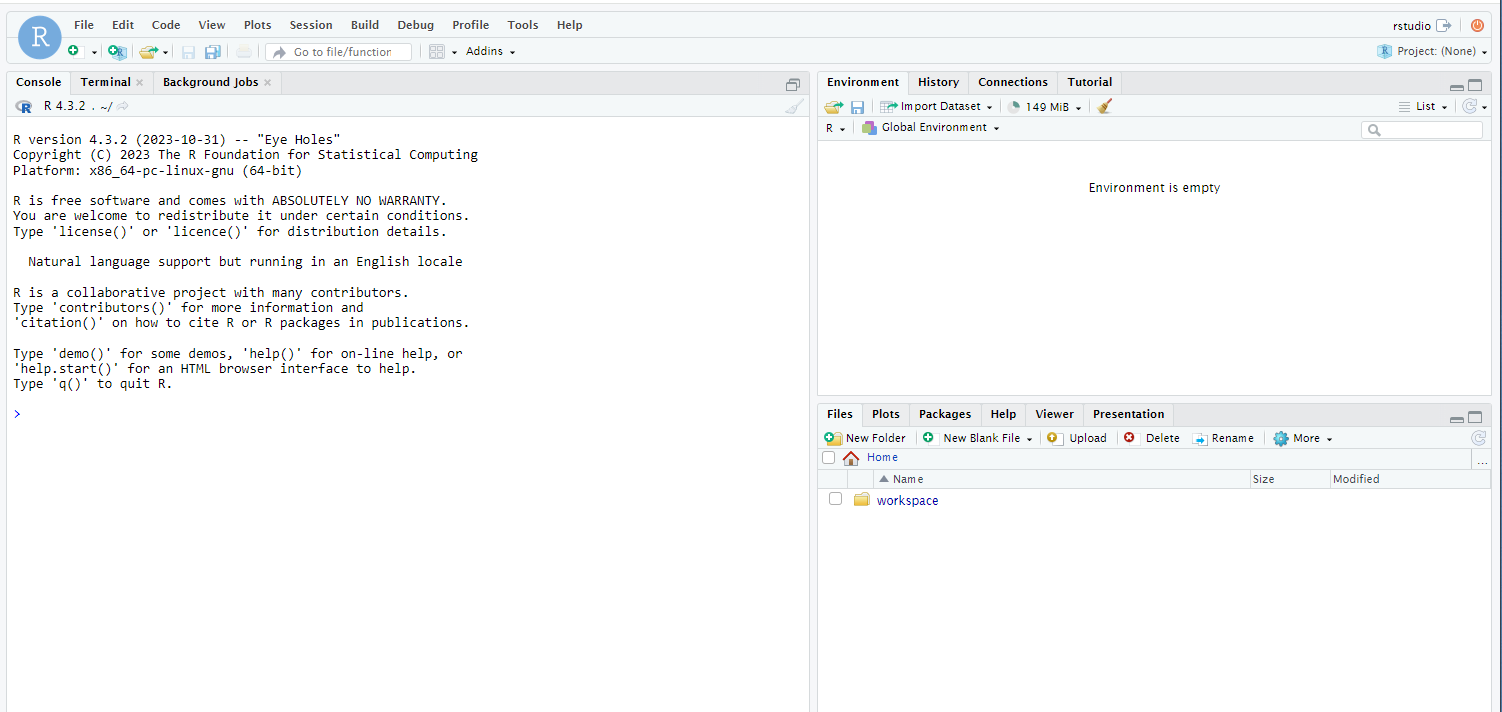 R
File Edit Code View Plots Session Build Debug Profile Tools Help
rstudio
Go to file/function
Addins
Project: (None)
Console Terminal Background Jobs
R 4.3.2 . ~/
R version 4.3.2 (2023-10-31) -- "Eye Holes"
Copyright (C) 2023 The R Foundation for Statistical Computing
Platform: x86_64-pc-linux-gnu (64-bit)
R is free software and comes with ABSOLUTELY NO WARRANTY.
You are welcome to redistribute it under certain conditions.
Type 'license()' or 'licence()' for distribution details.
Natural language support but running in an English locale
R is a collaborative project with many contributors.
Type 'contributors()' for more information and
'citation()' on how to cite R or R packages in publications.
Type 'demo()' for some demos, 'help()' for on-line help, or
'help.start()' for an HTML browser interface to help.
Type 'q()' to quit R.
>
Environment History Connections Tutorial
Import Dataset 149 MiB List
R Global Environment
Environment is empty
Files Plots Packages Help Viewer Presentation
New Folder New Blank File Upload Delete Rename More
Home ...
Name Size Modified
workspace